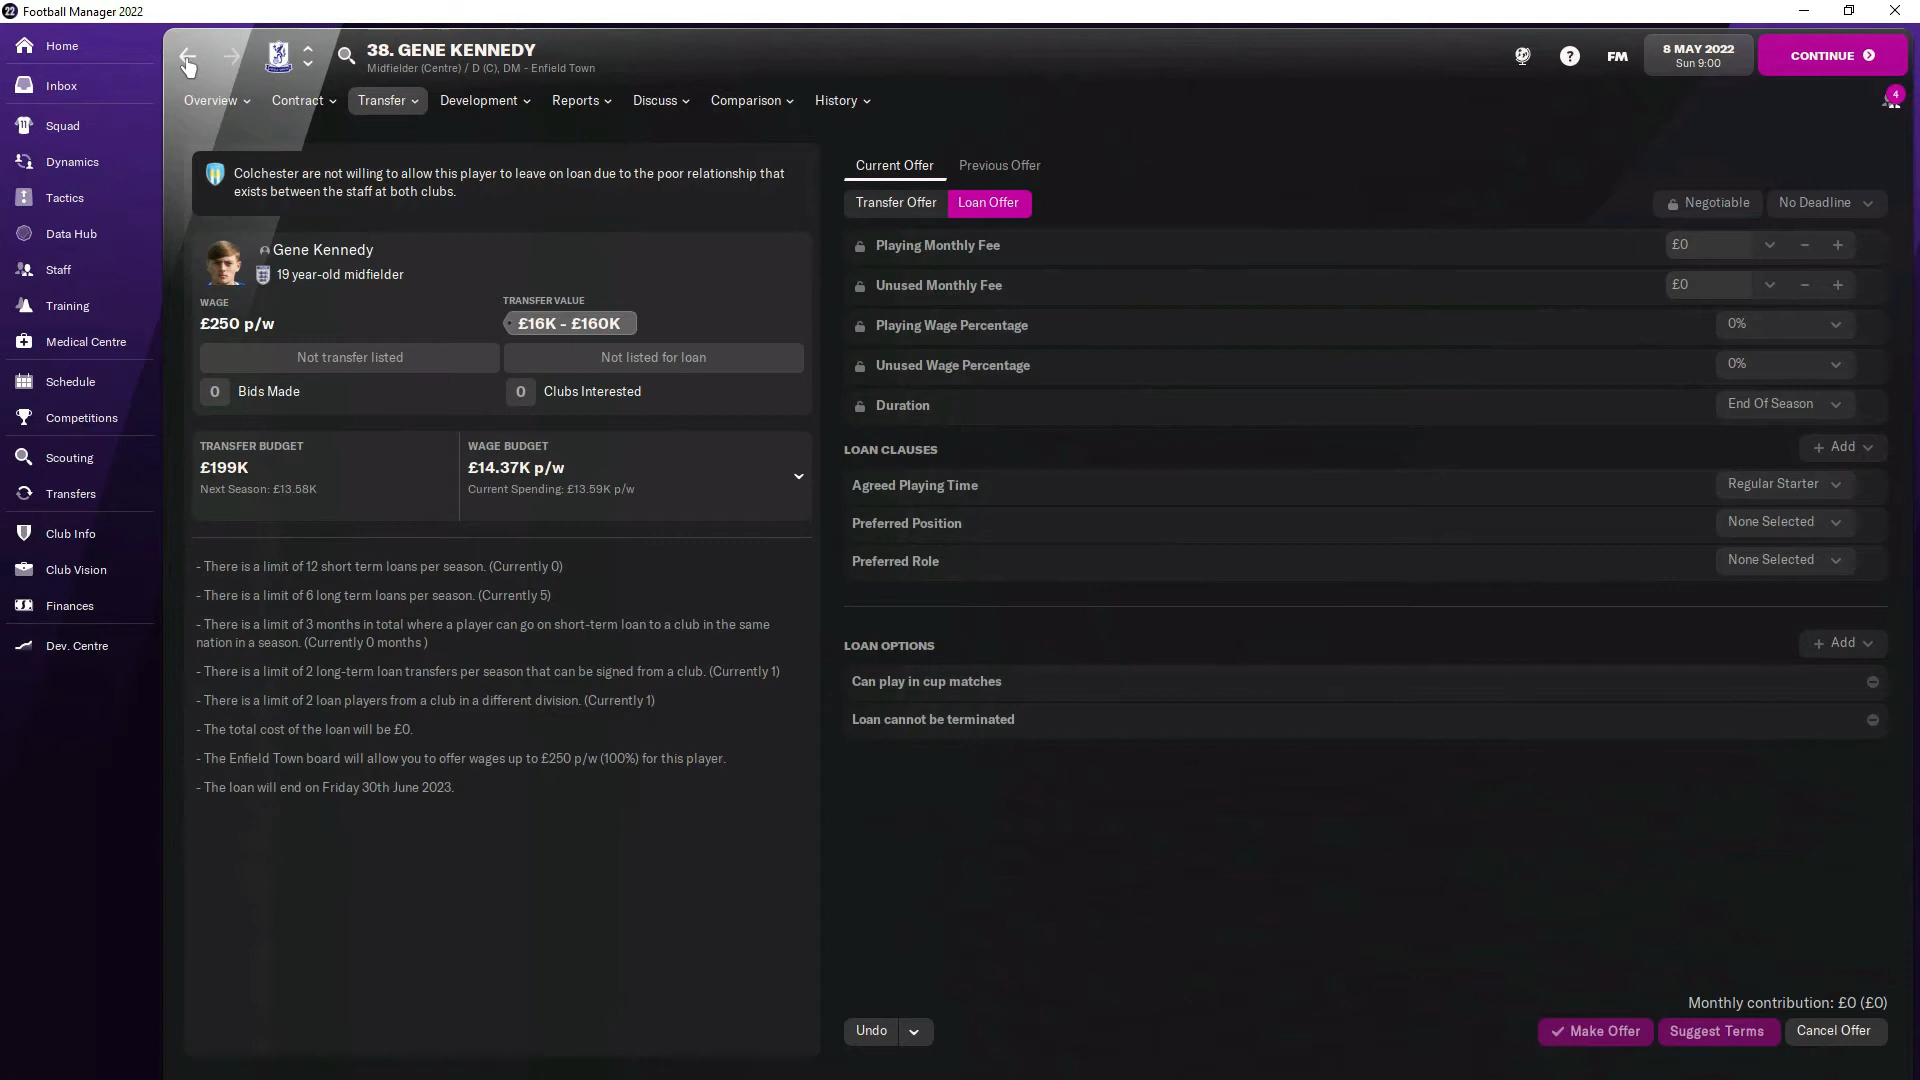 22 Football Manager 2022
Home
Inbox
Squad
Dynamics
Tactics
Data Hub
Staff
Training
Medical Centre
Schedule
Competitions
Scouting
Transfers
Club Info
Club Vision
Finances
Dev. Centre
38. GENE KENNEDY
Midfielder (Centre) / D (C), DM - Enfield Town
FM
8 MAY 2022
Sun 9:00
CONTINUE
Overview Contract Transfer Development Reports Discuss Comparison History
4
Colchester are not willing to allow this player to leave on loan due to the poor relationship that
exists between the staff at both clubs.
Gene Kennedy
19 year-old midfielder
WAGE TRANSFER VALUE
£250 p/w £16K - £160K
Not transfer listed Not listed for loan
0 Bids Made 0 Clubs Interested
TRANSFER BUDGET WAGE BUDGET
£199K £14.37K p/w
Next Season: £13.58K Current Spending: £13.59K p/w
- There is a limit of 12 short term loans per season. (Currently 0)
- There is a limit of 6 long term loans per season. (Currently 5)
- There is a limit of 3 months in total where a player can go on short-term loan to a club in the same
nation in a season. (Currently 0 months )
- There is a limit of 2 long-term loan transfers per season that can be signed from a club. (Currently 1)
- There is a limit of 2 loan players from a club in a different division. (Currently 1)
- The total cost of the loan will be £0.
- The Enfield Town board will allow you to offer wages up to £250 p/w (100%) for this player.
- The loan will end on Friday 30th June 2023.
Current Offer Previous Offer
Transfer Offer Loan Offer Negotiable No Deadline
Playing Monthly Fee £0 - +
Unused Monthly Fee £0 - +
Playing Wage Percentage 0%
Unused Wage Percentage 0%
Duration End Of Season
LOAN CLAUSES + Add
Agreed Playing Time Regular Starter
Preferred Position None Selected
Preferred Role None Selected
LOAN OPTIONS + Add
Can play in cup matches
Loan cannot be terminated
Monthly contribution: £0 (£0)
Undo Make Offer Suggest Terms Cancel Offer